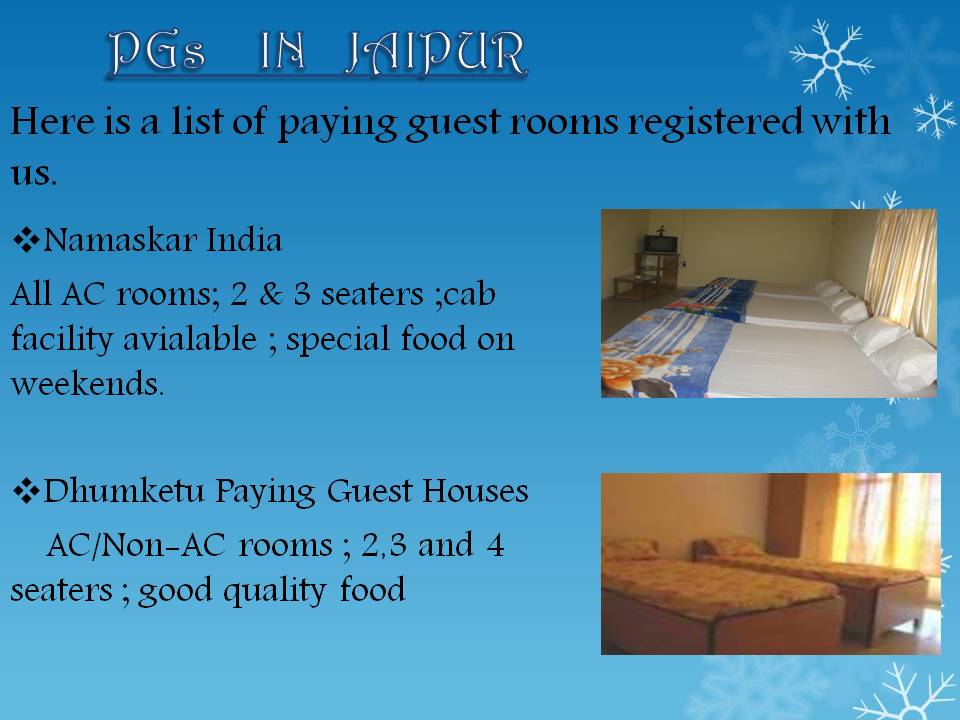 PGs IN JAIPUR
Here is a list of paying guest rooms registered with
us.
❖Namaskar India
All AC rooms; 2 & 3 seaters ;cab
facility avialable ; special food on
weekends.
❖Dhumketu Paying Guest Houses
AC/Non-AC rooms ; 2,3 and 4
seaters ; good quality food